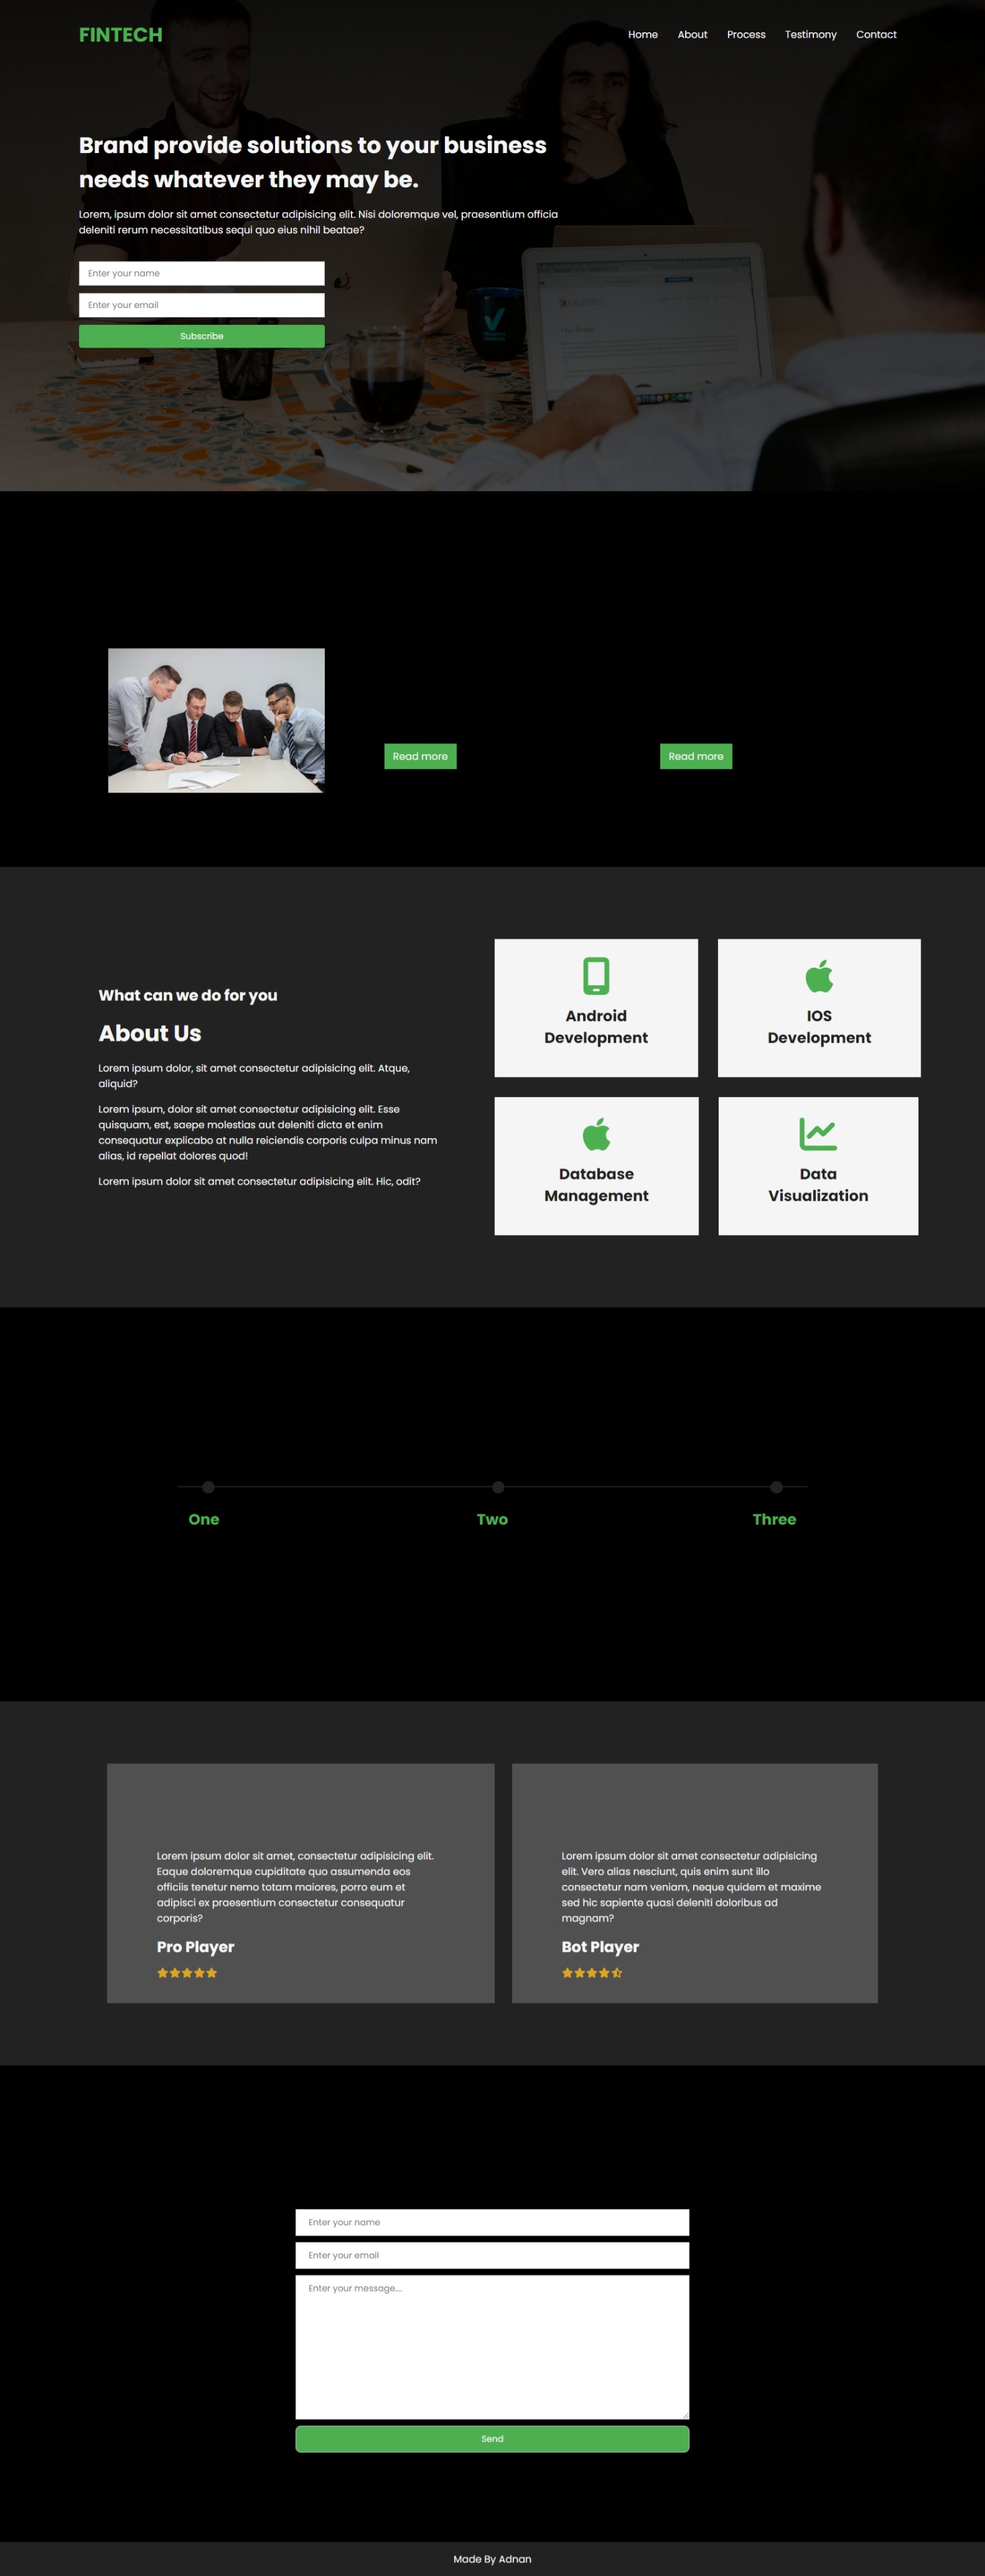 FINTECH
Home About Process Testimony Contact
Brand provide solutions to your business
needs whatever they may be.
Lorem, ipsum dolor sit amet consectetur adipisicing elit. Nisi doloremque vel, praesentium officia
deleniti rerum necessitatibus sequi quo eius nihil beatae?
Enter your name
Enter your email
Subscribe
Read more
Read more
What can we do for you
About Us
Lorem ipsum dolor, sit amet consectetur adipisicing elit. Atque,
aliquid?
Lorem ipsum, dolor sit amet consectetur adipisicing elit. Esse
quisquam, est, saepe molestias aut deleniti dicta et enim
consequatur explicabo at nulla reiciendis corporis culpa minus nam
alias, id repellat dolores quod!
Lorem ipsum dolor sit amet consectetur adipisicing elit. Hic, odit?
Android
Development
IOS
Development
Database
Management
Data
Visualization
One
Two
Three
Lorem ipsum dolor sit amet, consectetur adipisicing elit.
Eaque doloremque cupiditate quo assumenda eos
officiis tenetur nemo totam maiores, porro eum et
adipisci ex praesentium consectetur consequatur
corporis?
Pro Player
Lorem ipsum dolor sit amet consectetur adipisicing
elit. Vero alias nesciunt, quis enim sunt illo
consectetur nam veniam, neque quidem et maxime
sed hic sapiente quasi deleniti doloribus ad
magnam?
Bot Player
Enter your name
Enter your email
Enter your message....
Send
Made By Adnan